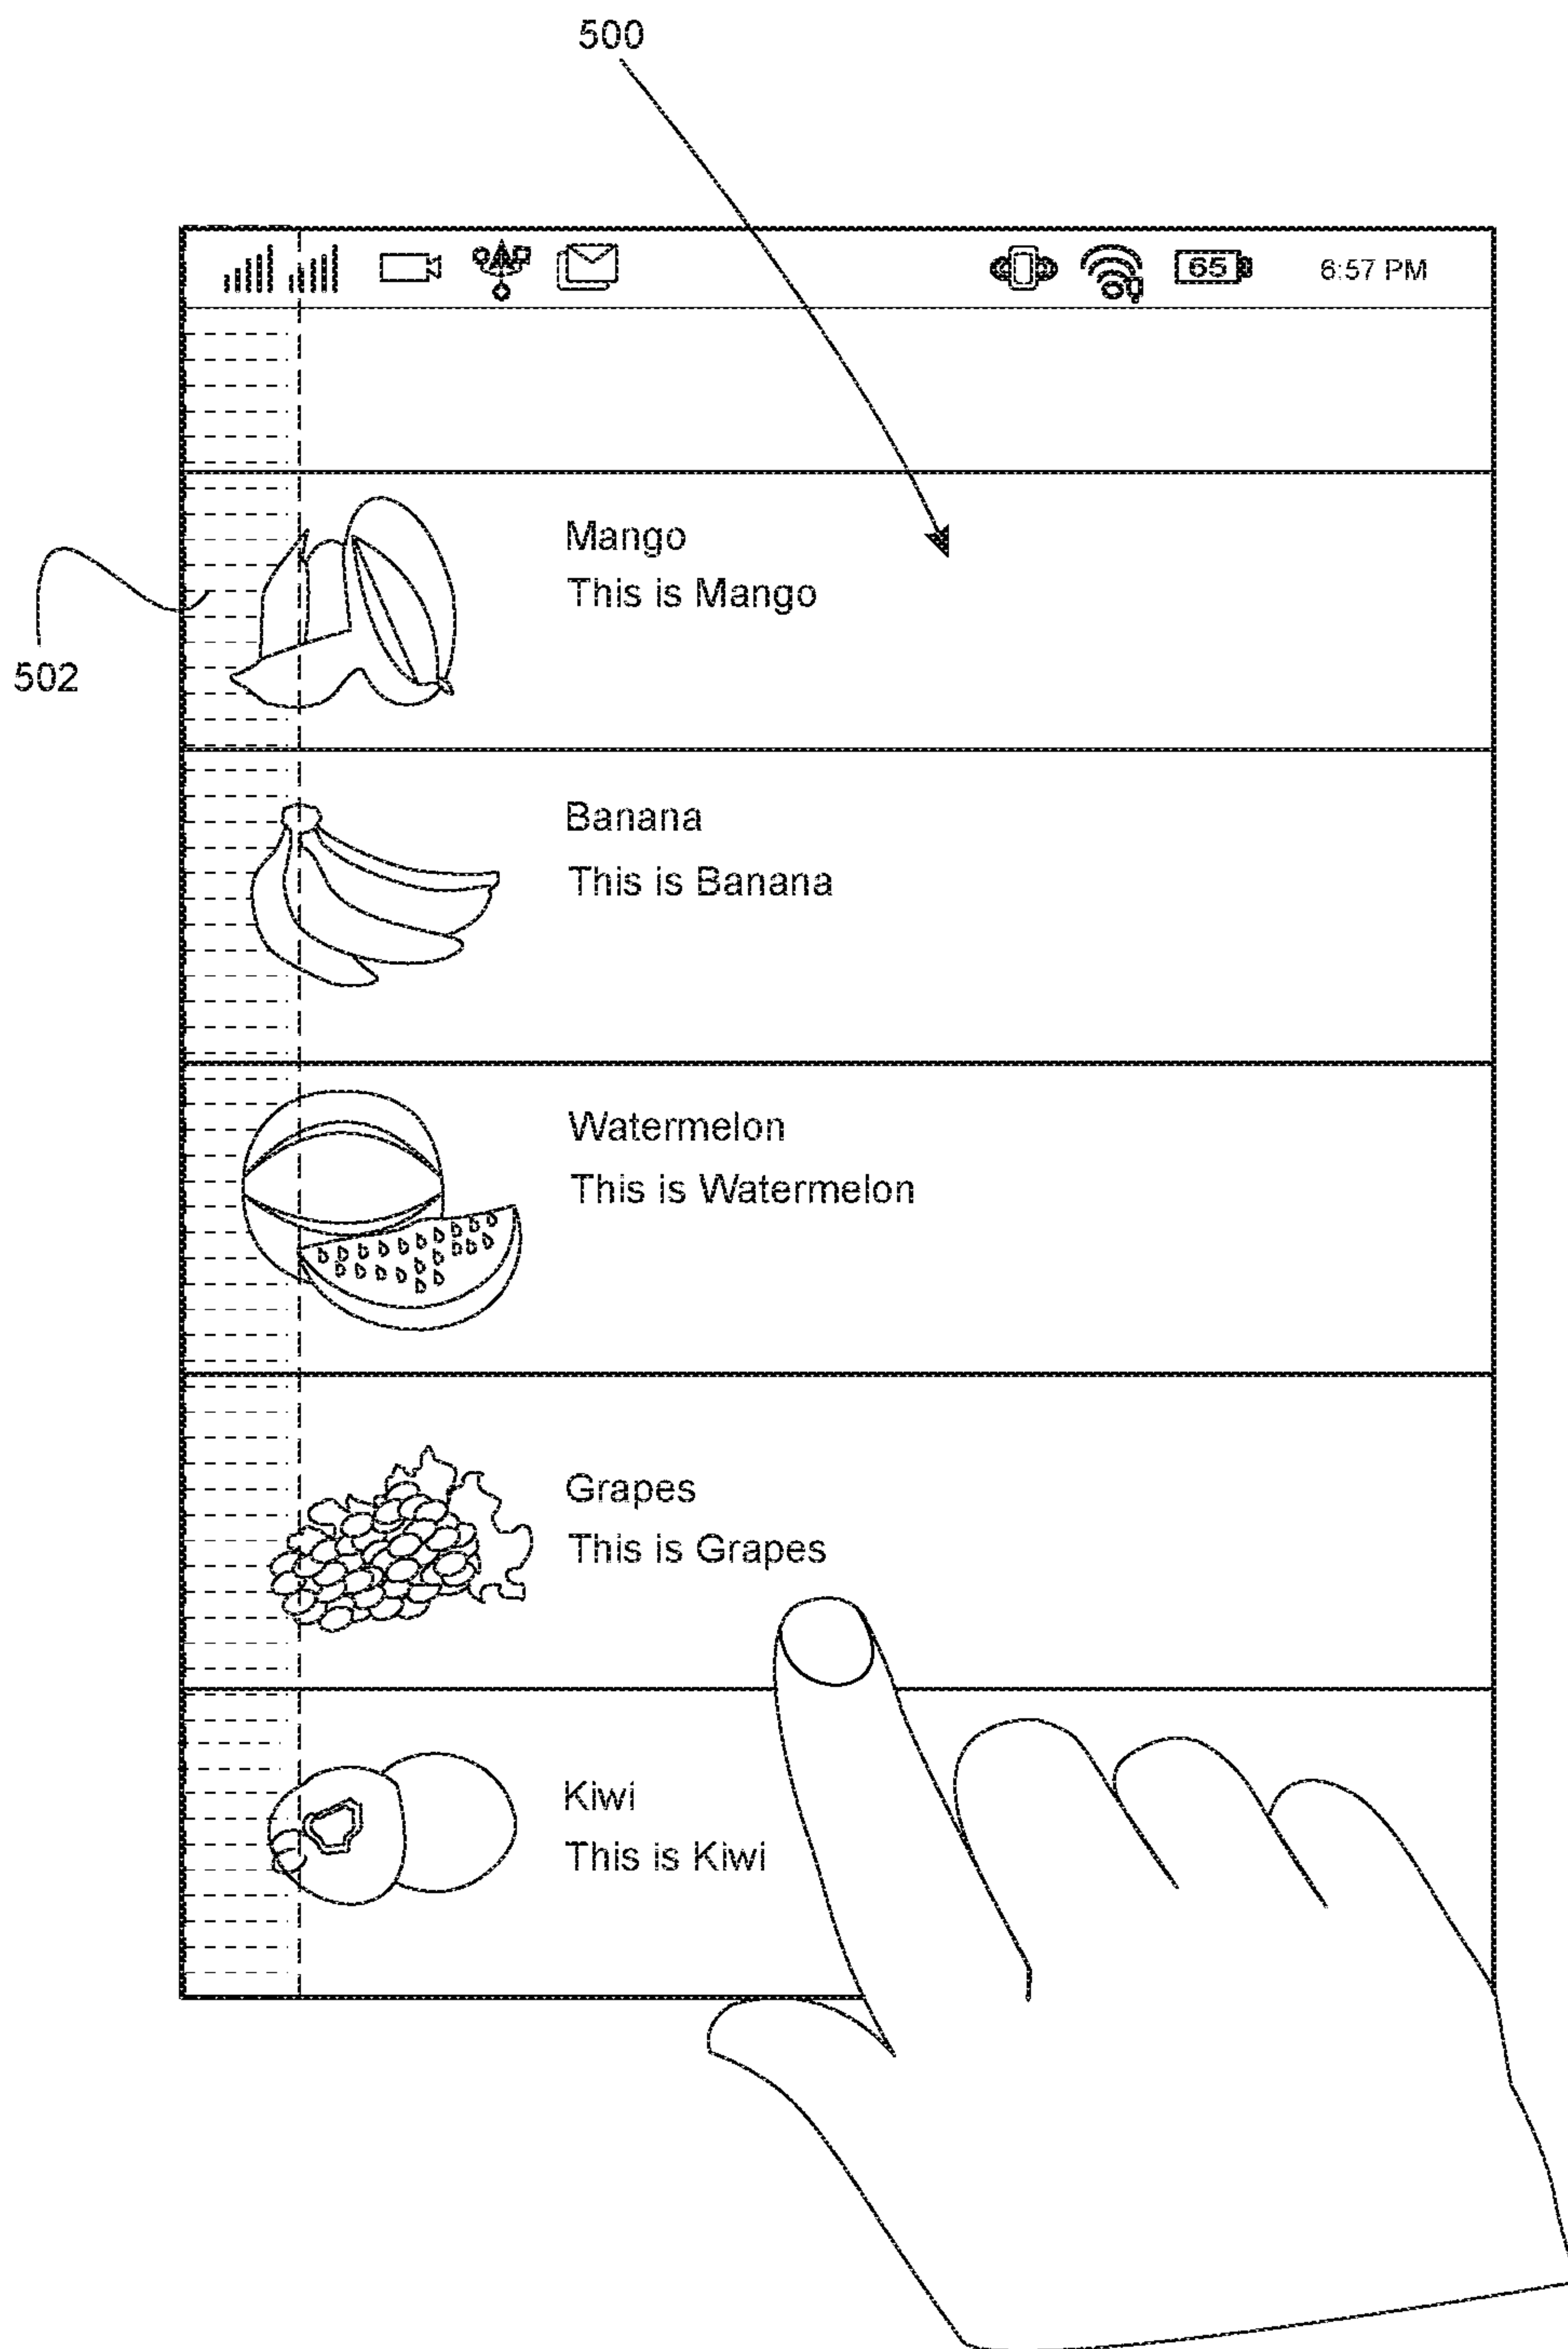 500
65 6:57 PM
Mango
This is Mango
502
Banana
This is Banana
Watermelon
This is Watermelon
Grapes
This is Grapes
Kiwi
This is Kiwi